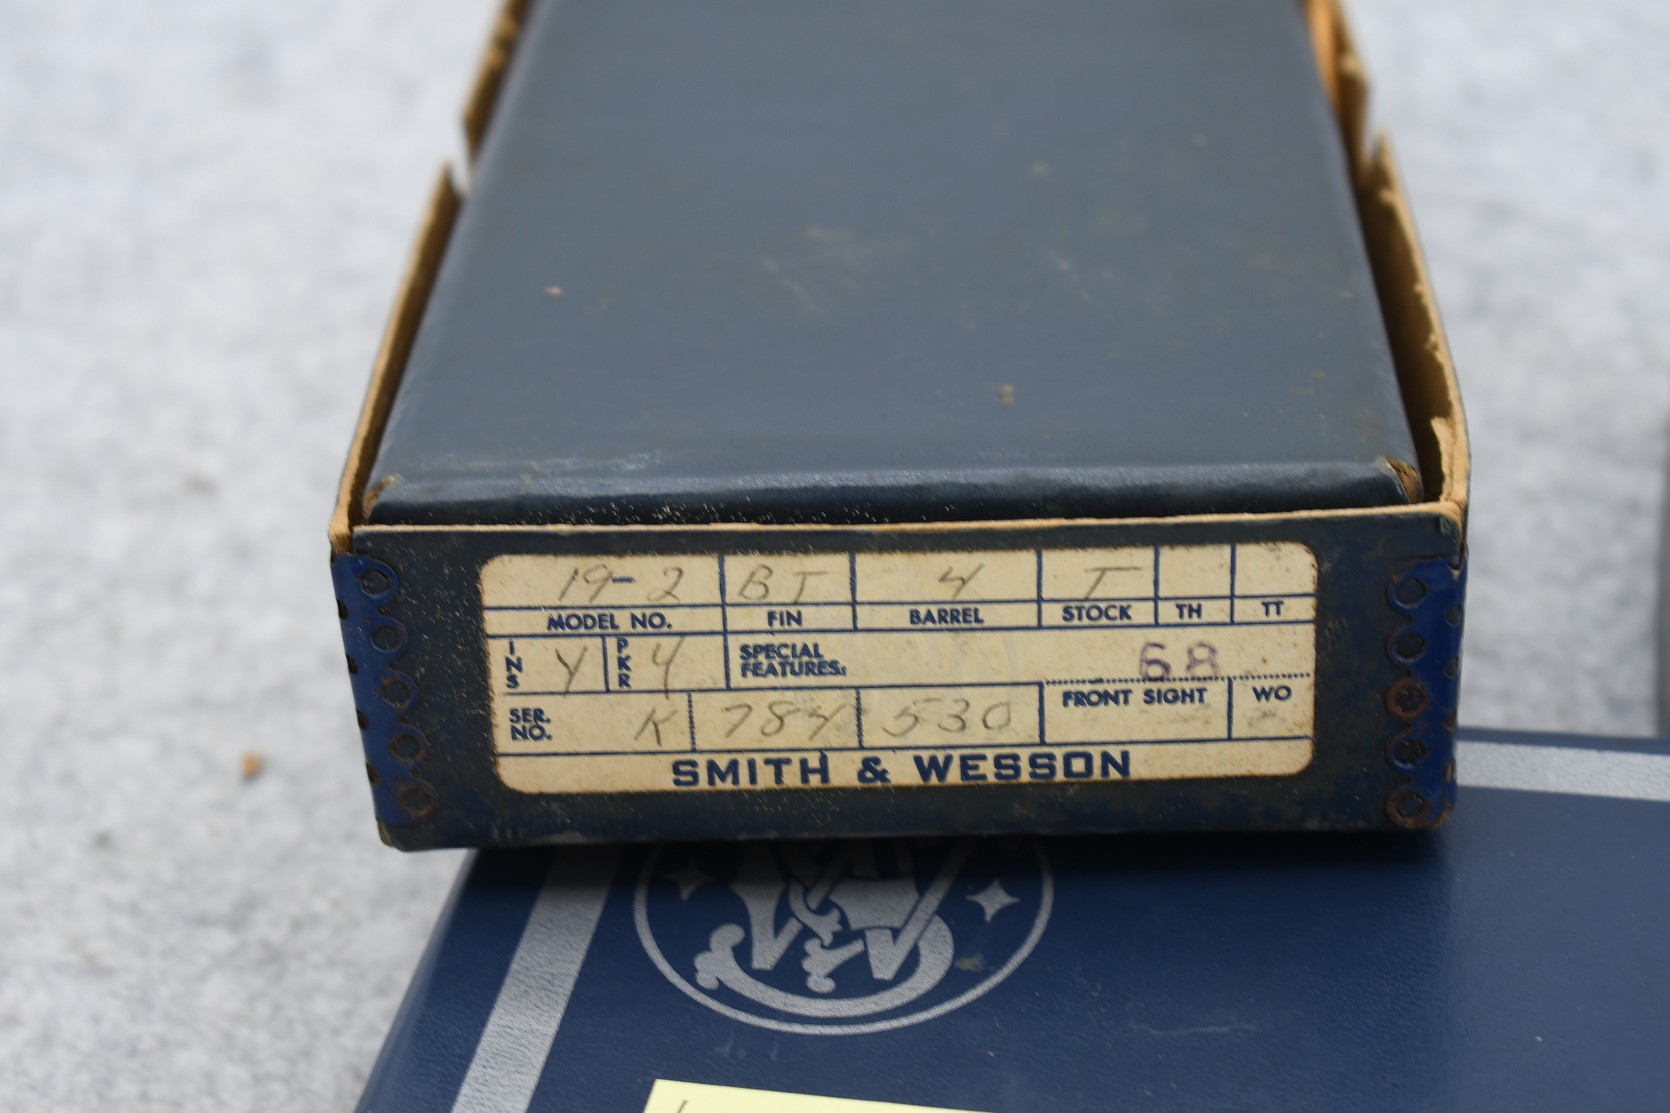 19-2 BT 4 T
MODEL NO. FIN BARREL STOCK TH TT
INS Y PKR 4 SPECIAL
FEATURES: 68
FRONT SIGHT WO
SER.
NO. K 784 530
SMITH & WESSON